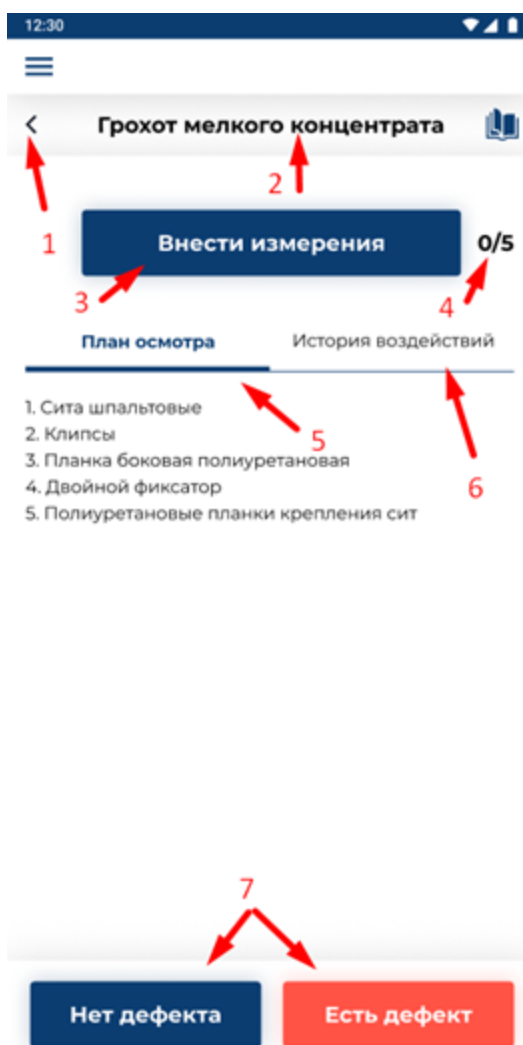 12:30
Грохот мелкого концентрата
2
1
Внести измерения 0/5
3
4
План осмотра История воздействий
1. Сита шпальтовые
2. Клипсы
5
3. Планка боковая полиуретановая
4. Двойной фиксатор
6
5. Полиуретановые планки крепления сит
7
Нет дефекта Есть дефект